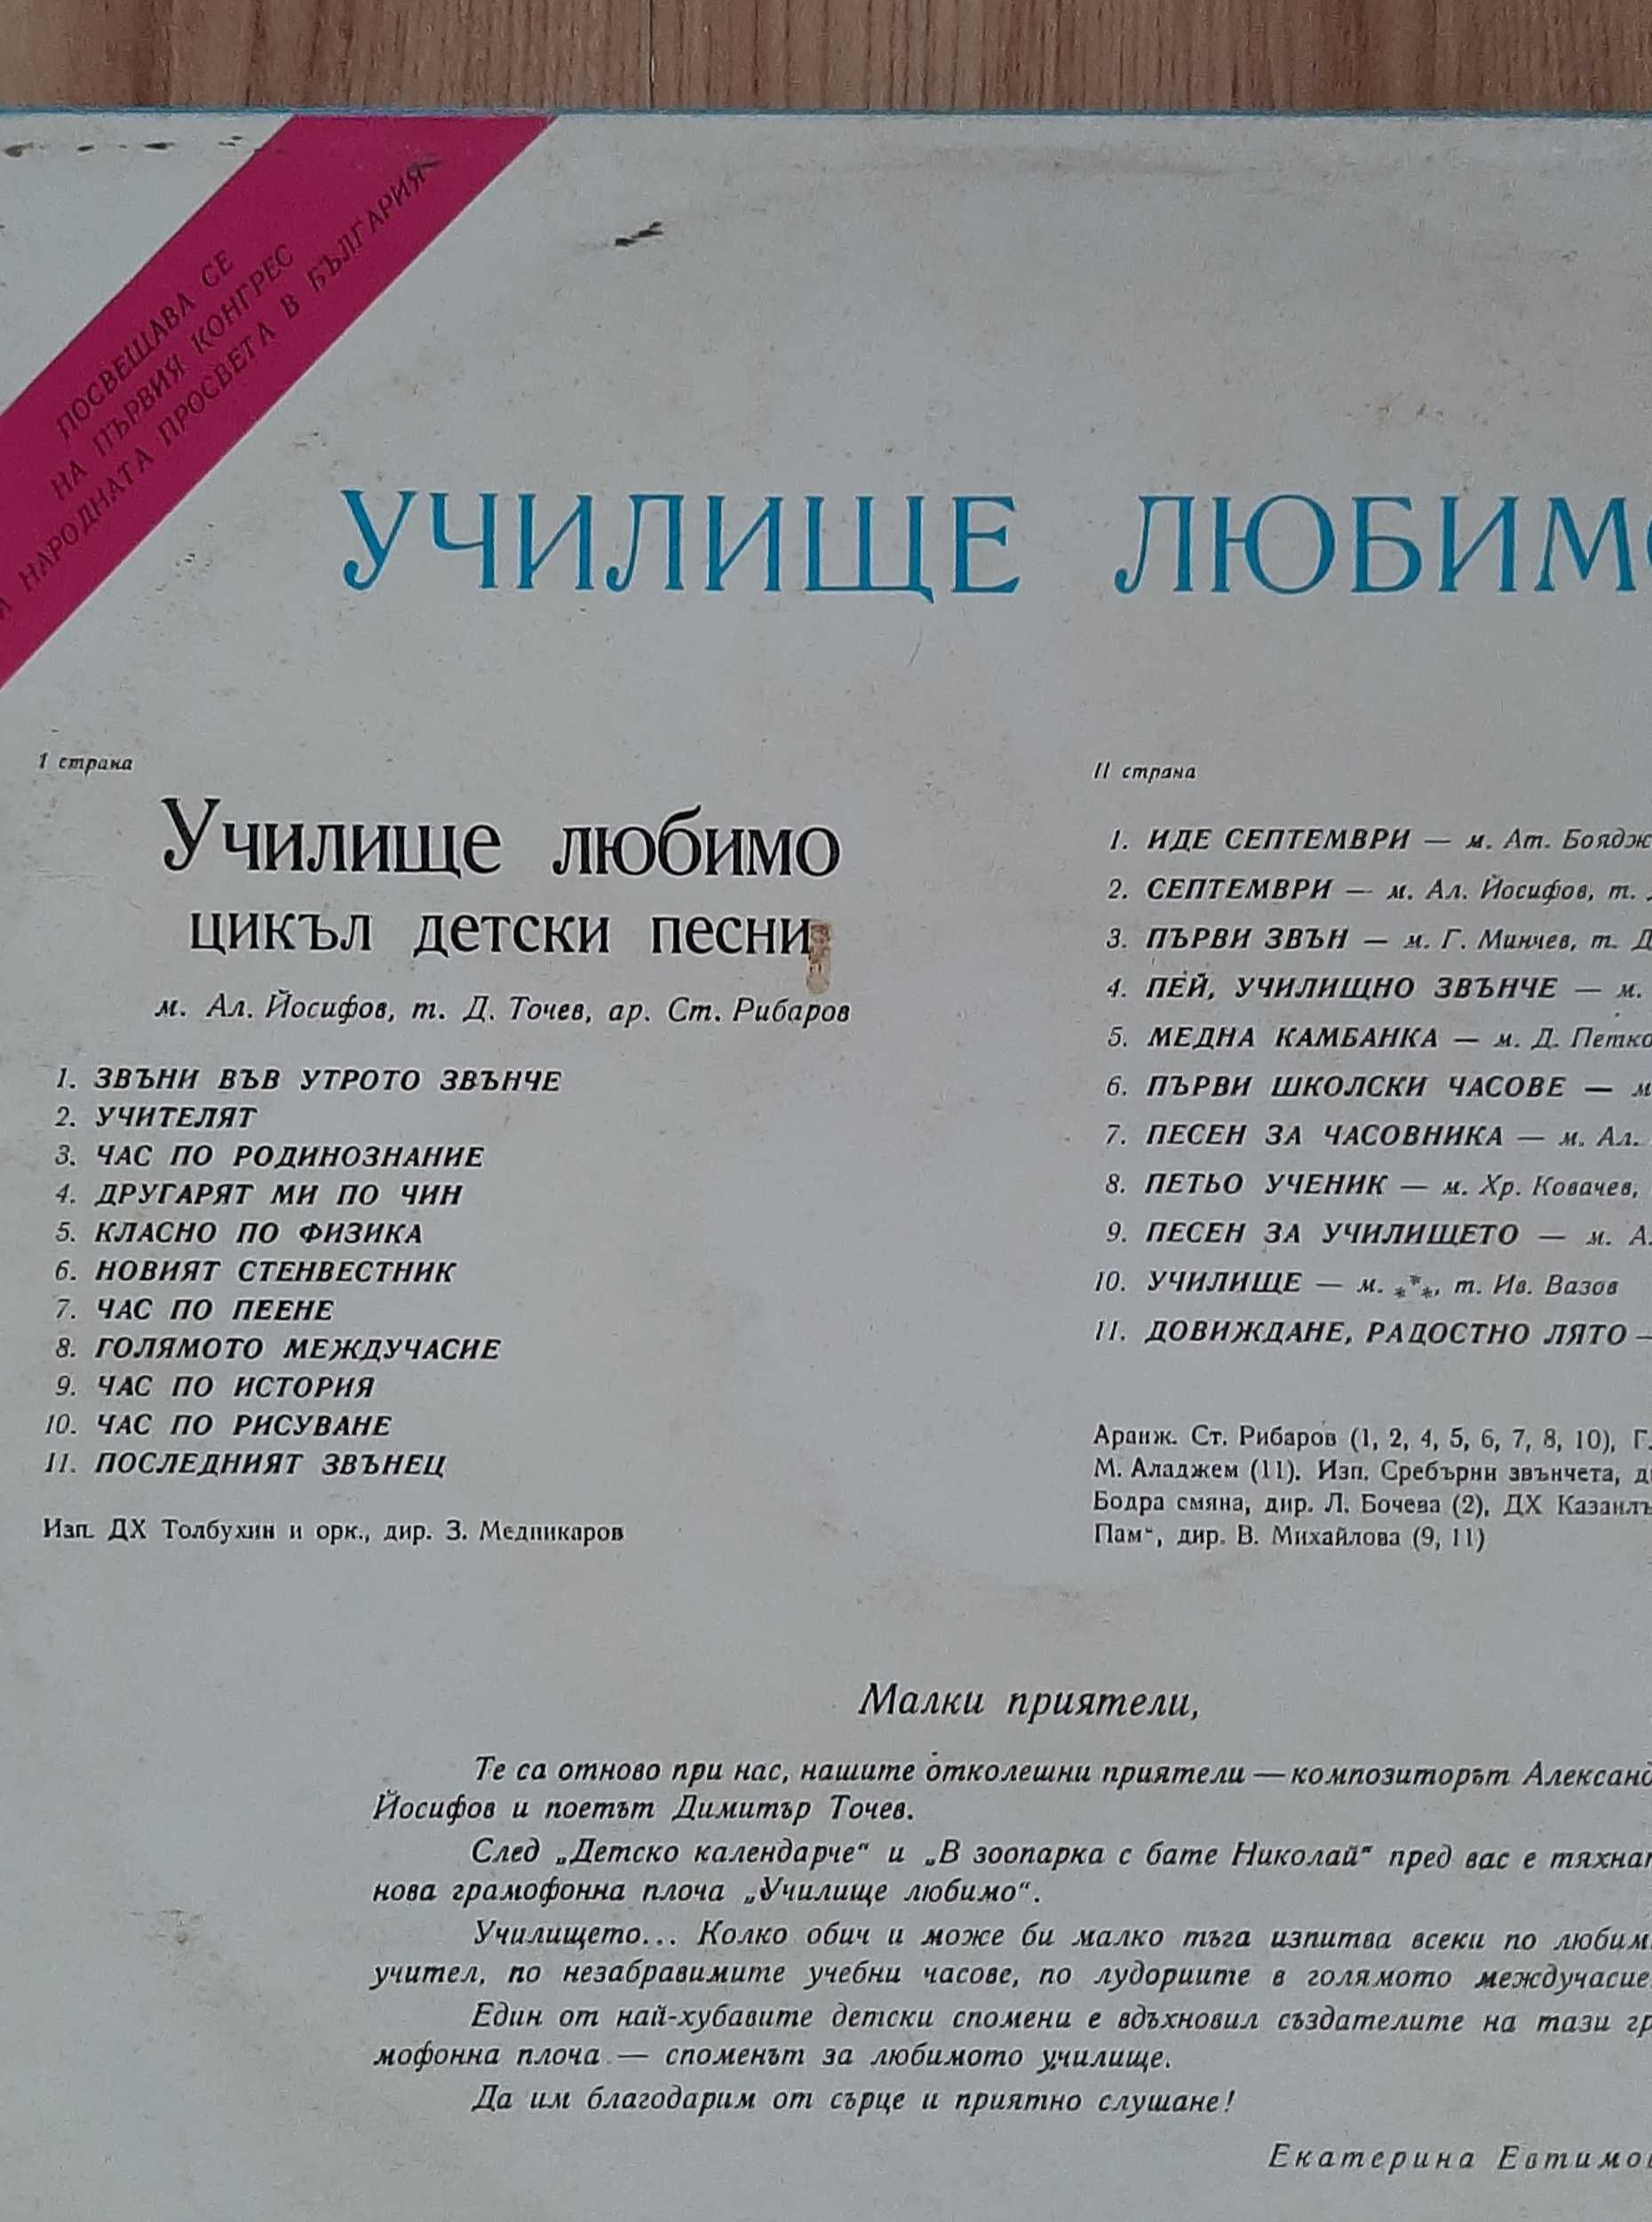 ПОСВЕЩАВА СЕ
НА ПЪРВИЯ КОНГРЕС
НАРОДНАТА ПРОСВЕТА В БЪЛГАРИЯ
УЧИЛИЩЕ ЛЮБИМО
I страна
Училище любимо
цикъл детски песни
м. Ал. Йосифов, т. Д. Точев, ар. Ст. Рибаров
1. ЗВЪНИ ВЪВ УТРОТО ЗВЪНЧЕ
2. УЧИТЕЛЯТ
3. ЧАС ПО РОДИНОЗНАНИЕ
4. ДРУГАРЯТ МИ ПО ЧИН
5. КЛАСНО ПО ФИЗИКА
6. НОВИЯТ СТЕНВЕСТНИК
7. ЧАС ПО ПЕЕНЕ
8. ГОЛЯМОТО МЕЖДУЧАСИЕ
9. ЧАС ПО ИСТОРИЯ
10. ЧАС ПО РИСУВАНЕ
11. ПОСЛЕДНИЯТ ЗВЪНЕЦ
Изп. ДХ Толбухин и орк., дир. З. Медникаров
II страна
1. ИДЕ СЕПТЕМВРИ — м. Ат. Боядж
2. СЕПТЕМВРИ — м. Ал. Йосифов, т.
3. ПЪРВИ ЗВЪН — м. Г. Минчев, т. Д
4. ПЕЙ, УЧИЛИЩНО ЗВЪНЧЕ — м.
5. МЕДНА КАМБАНКА — м. Д. Петко
6. ПЪРВИ ШКОЛСКИ ЧАСОВЕ — м
7. ПЕСЕН ЗА ЧАСОВНИКА — м. Ал.
8. ПЕТЬО УЧЕНИК — м. Хр. Ковачев,
9. ПЕСЕН ЗА УЧИЛИЩЕТО — м. А.
10. УЧИЛИЩЕ — м. ***, т. Ив. Вазов
11. ДОВИЖДАНЕ, РАДОСТНО ЛЯТО —
Аранж. Ст. Рибаров (1, 2, 4, 5, 6, 7, 8, 10), Г.
М. Аладжем (11). Изп. Сребърни звънчета, д
Бодра смяна, дир. Л. Бочева (2), ДХ Казанлъ
Пам“, дир. В. Михайлова (9, 11)
Малки приятели,
Те са отново при нас, нашите отколешни приятели — композиторът Александ
Йосифов и поетът Димитър Точев.
След „Детско календарче“ и „В зоопарка с бате Николай“ пред вас е тяхнат
нова грамофонна плоча „Училище любимо“.
Училището... Колко обич и може би малко тъга изпитва всеки по любим
учител, по незабравимите учебни часове, по лудориите в голямото междучасие
Един от най-хубавите детски спомени е вдъхновил създателите на тази гр
мофонна плоча — споменът за любимото училище.
Да им благодарим от сърце и приятно слушане!
Екатерина Евтимов